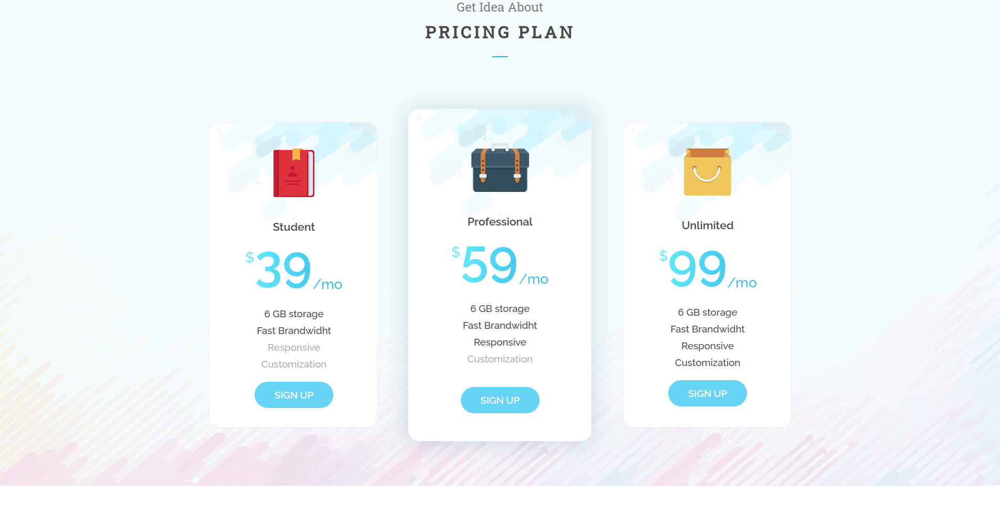 Get Idea About
PRICING PLAN
Student
$39/mo
6 GB storage
Fast Brandwidht
Responsive
Customization
SIGN UP
Professional
$59/mo
6 GB storage
Fast Brandwidht
Responsive
Customization
SIGN UP
Unlimited
$99/mo
6 GB storage
Fast Brandwidht
Responsive
Customization
SIGN UP